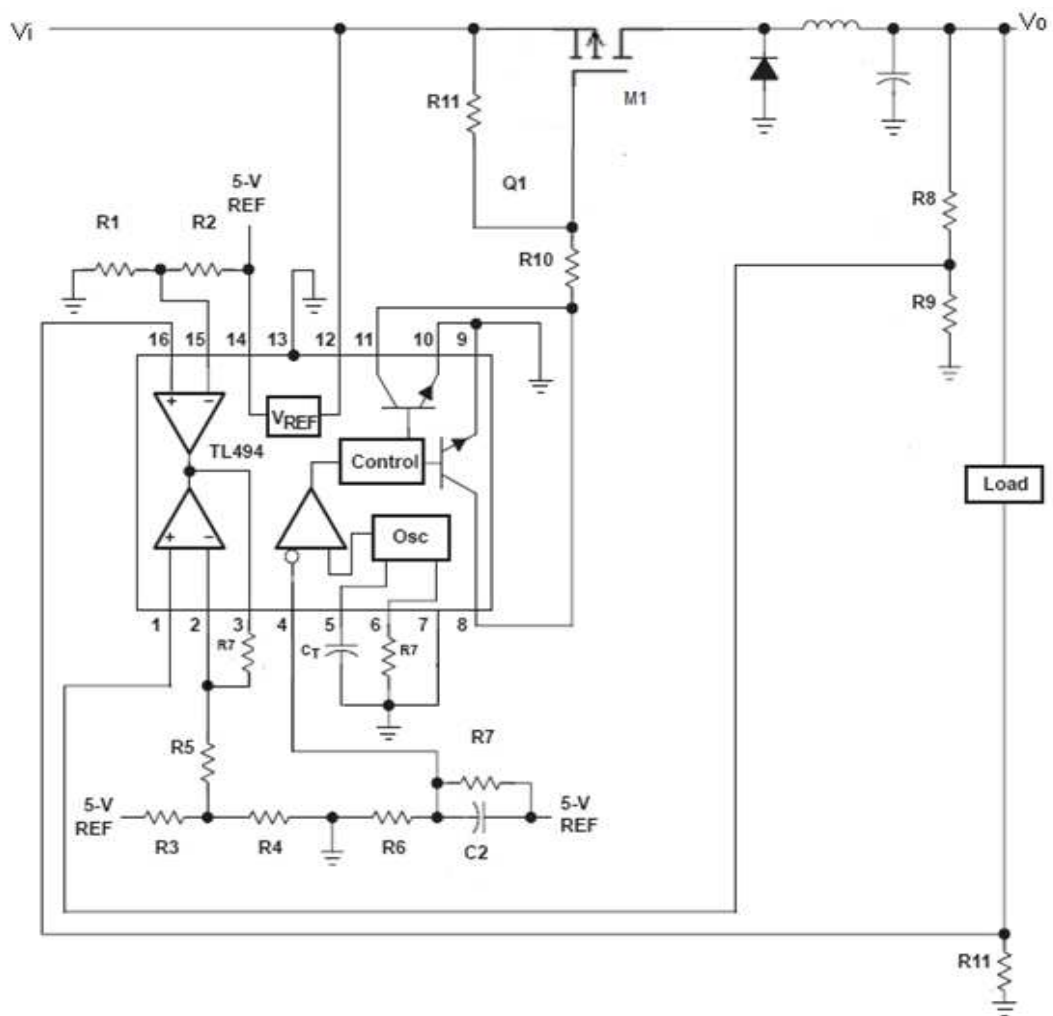 Vi
Vo
R11
M1
Q1
5-V
REF
R1
R2
R8
R10
R9
16
15
14
13
12
11
10
9
VREF
TL494
Control
Load
Osc
1
2
3
4
5
6
7
8
R7
CT
R7
R5
R7
5-V
REF
5-V
REF
R3
R4
R6
C2
R11
+
−
+
−